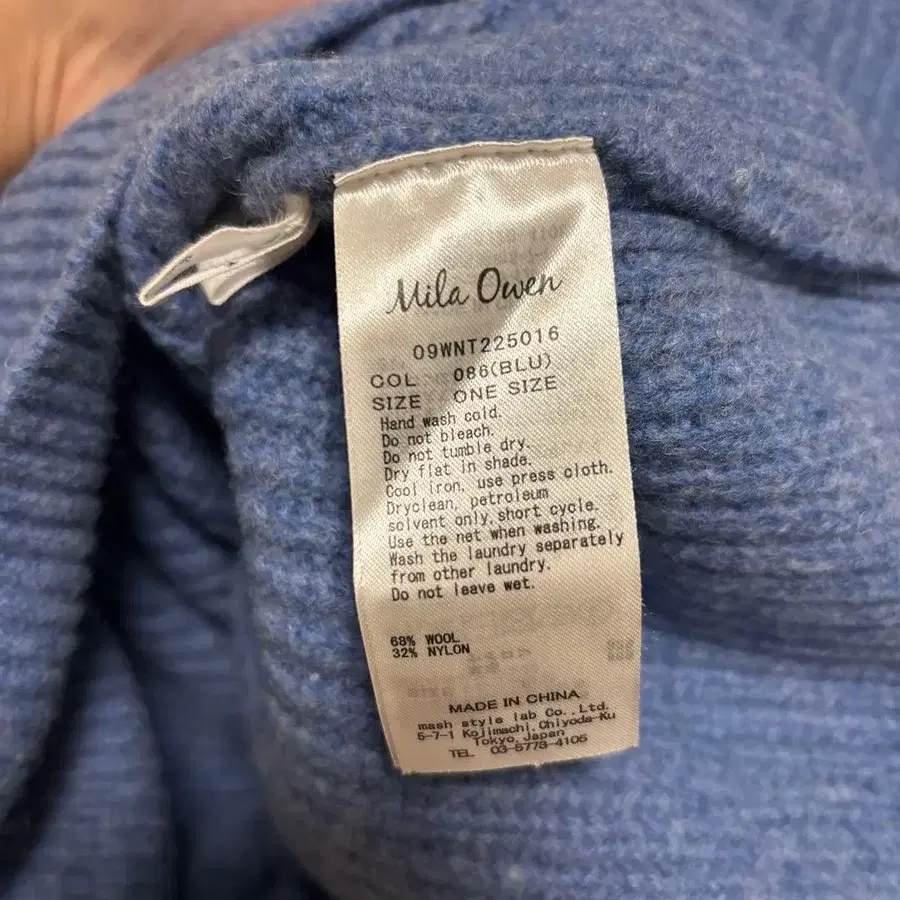 Mila Owen
09WNT225016
COL 086(BLU)
SIZE ONE SIZE
Hand wash cold.
Do not bleach.
Do not tumble dry.
Dry flat in shade.
Cool iron, use press cloth.
Dryclean, petroleum
solvent only, short cycle.
Use the net when washing.
Wash the laundry separately
from other laundry.
Do not leave wet.
68% WOOL
32% NYLON
MADE IN CHINA
mash style lab Co., Ltd.
5-7-1 Kojimachi, Chiyoda-Ku
Tokyo, Japan
TEL 03-5778-4105